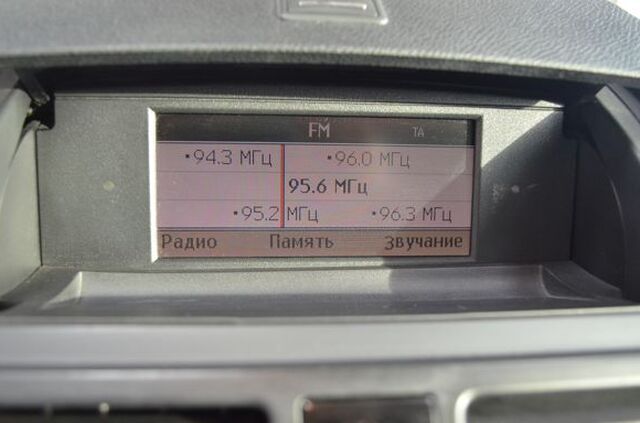 FM TA
•94.3 МГц •96.0 МГц
95.6 МГц
•95.2 МГц •96.3 МГц
Радио Память Звучание